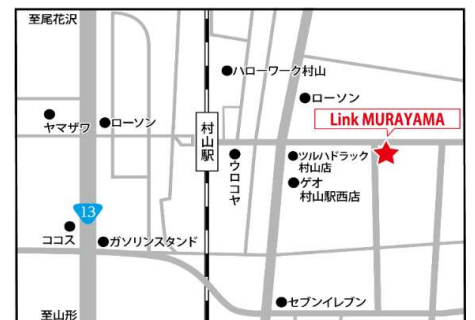 至尾花沢
ハローワーク村山
ローソン
Link MURAYAMA
ヤマザワ
ローソン
村山駅
ウロコヤ
ツルハドラック
村山店
ゲオ
村山駅西店
13
ココス
ガソリンスタンド
セブンイレブン
至山形